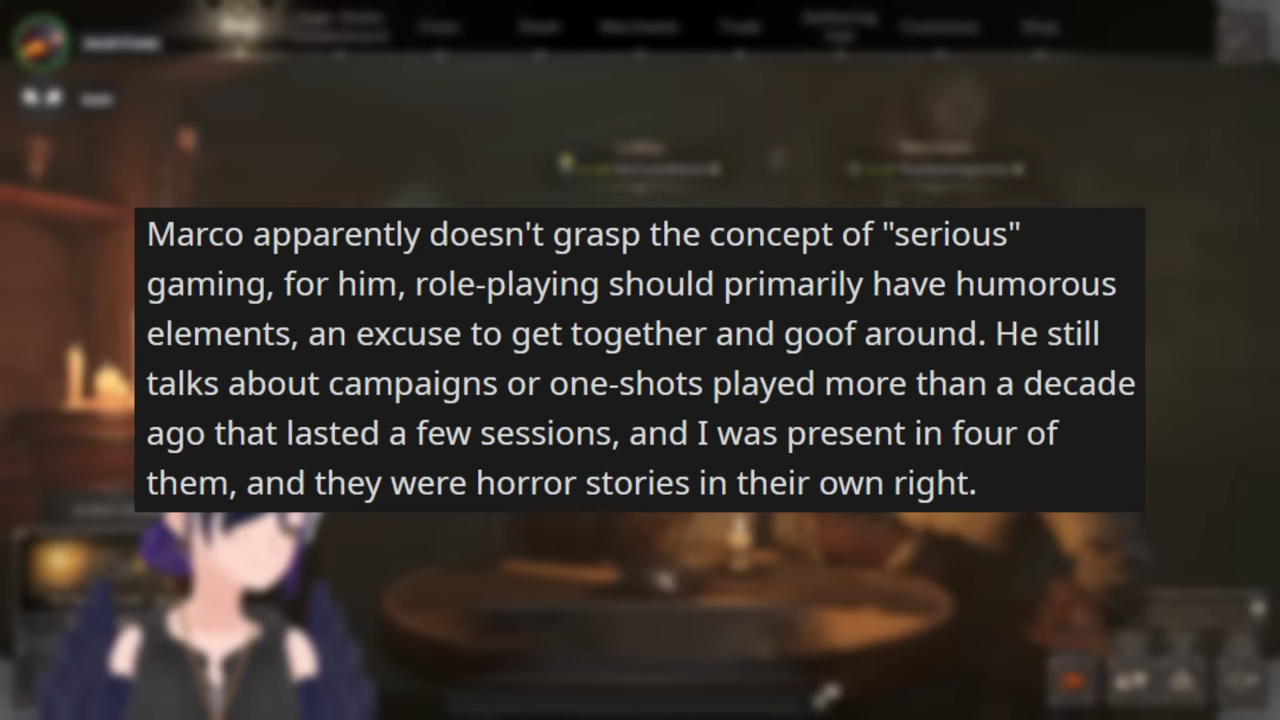 Marco apparently doesn't grasp the concept of "serious"
gaming, for him, role-playing should primarily have humorous
elements, an excuse to get together and goof around. He still
talks about campaigns or one-shots played more than a decade
ago that lasted a few sessions, and I was present in four of
them, and they were horror stories in their own right.